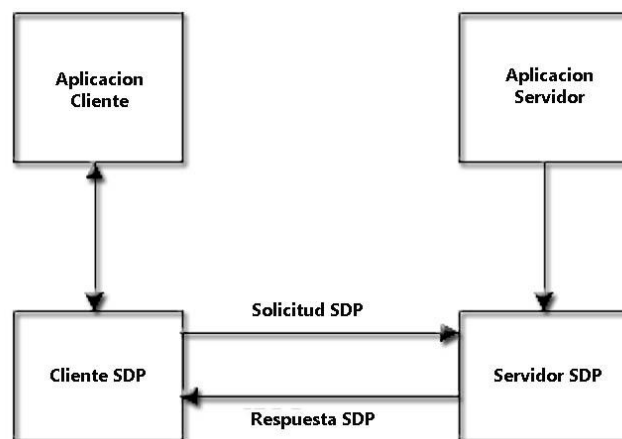 Aplicacion
Cliente
Aplicacion
Servidor
Solicitud SDP
Cliente SDP
Servidor SDP
Respuesta SDP